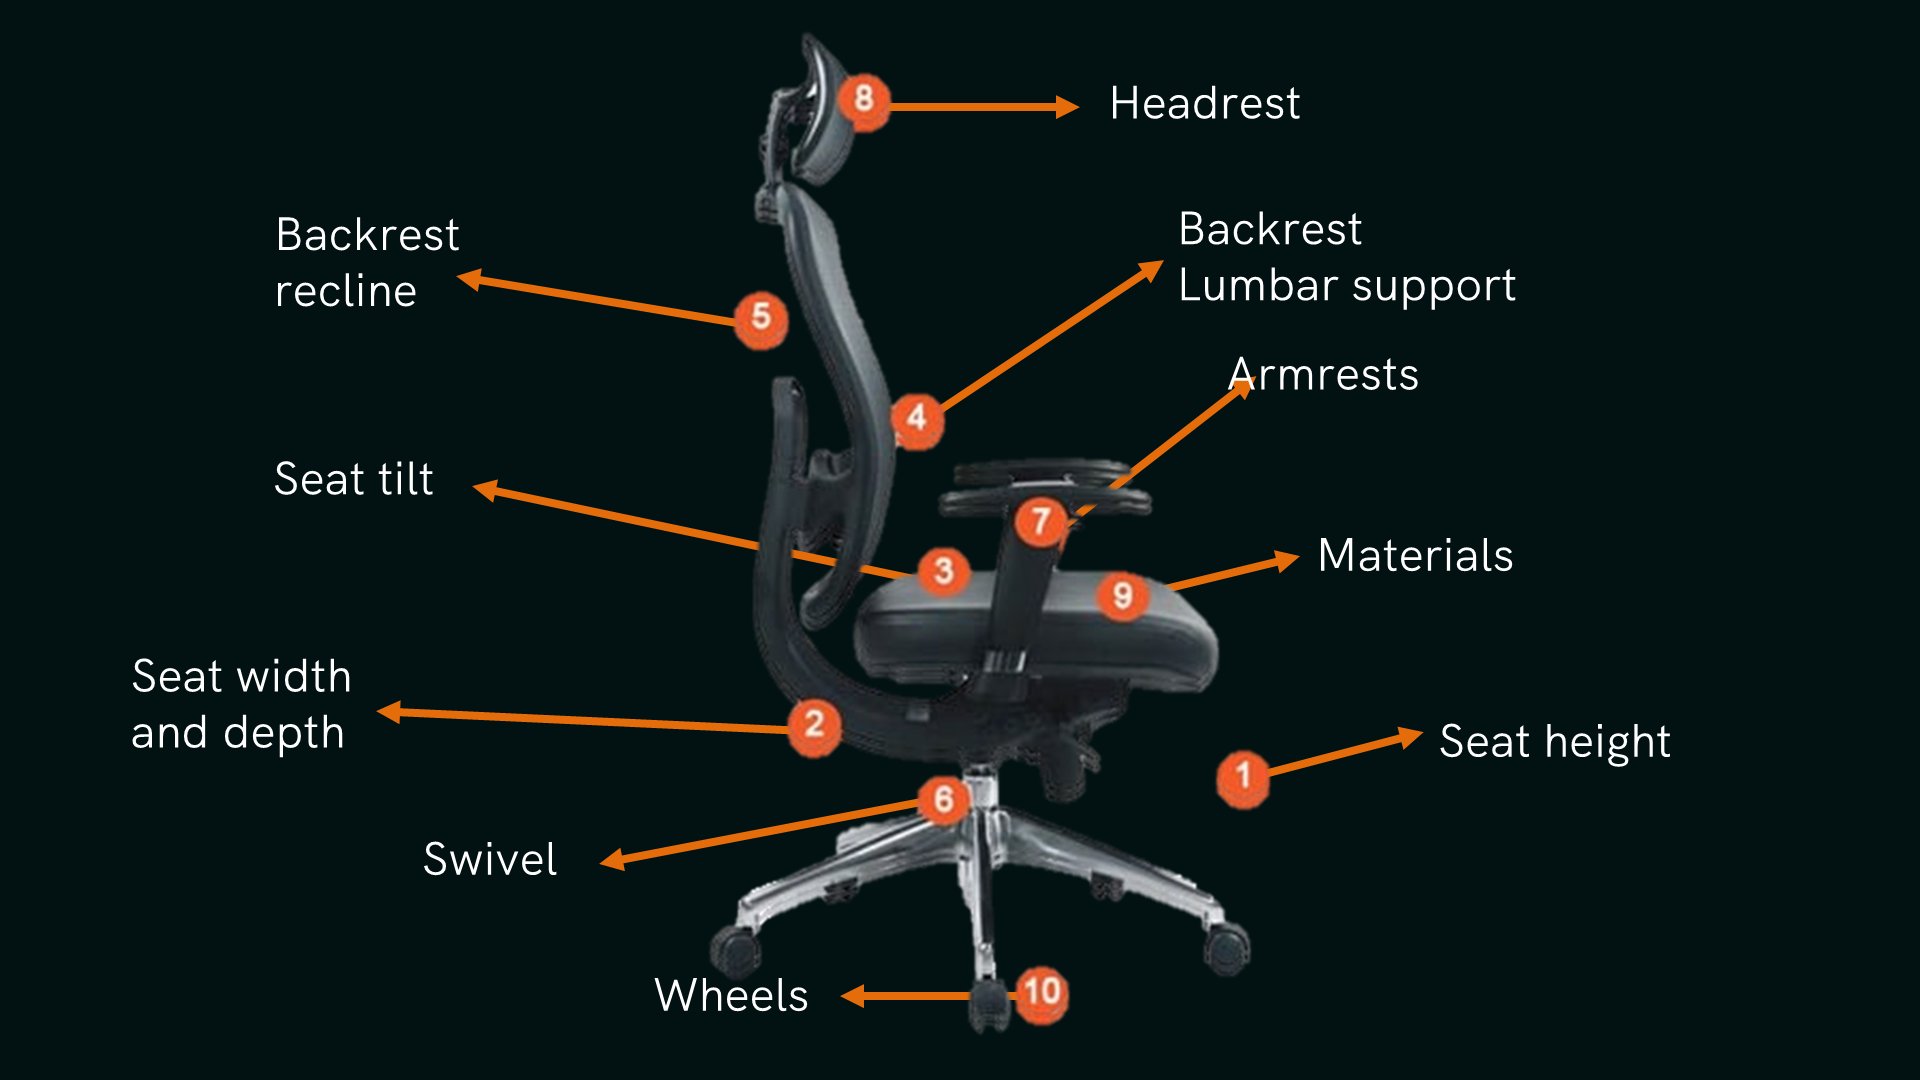 8
Headrest
Backrest
recline
5
Backrest
Lumbar support
4
Armrests
7
Seat tilt
3
Materials
9
Seat width
and depth
2
Seat height
1
6
Swivel
Wheels
10